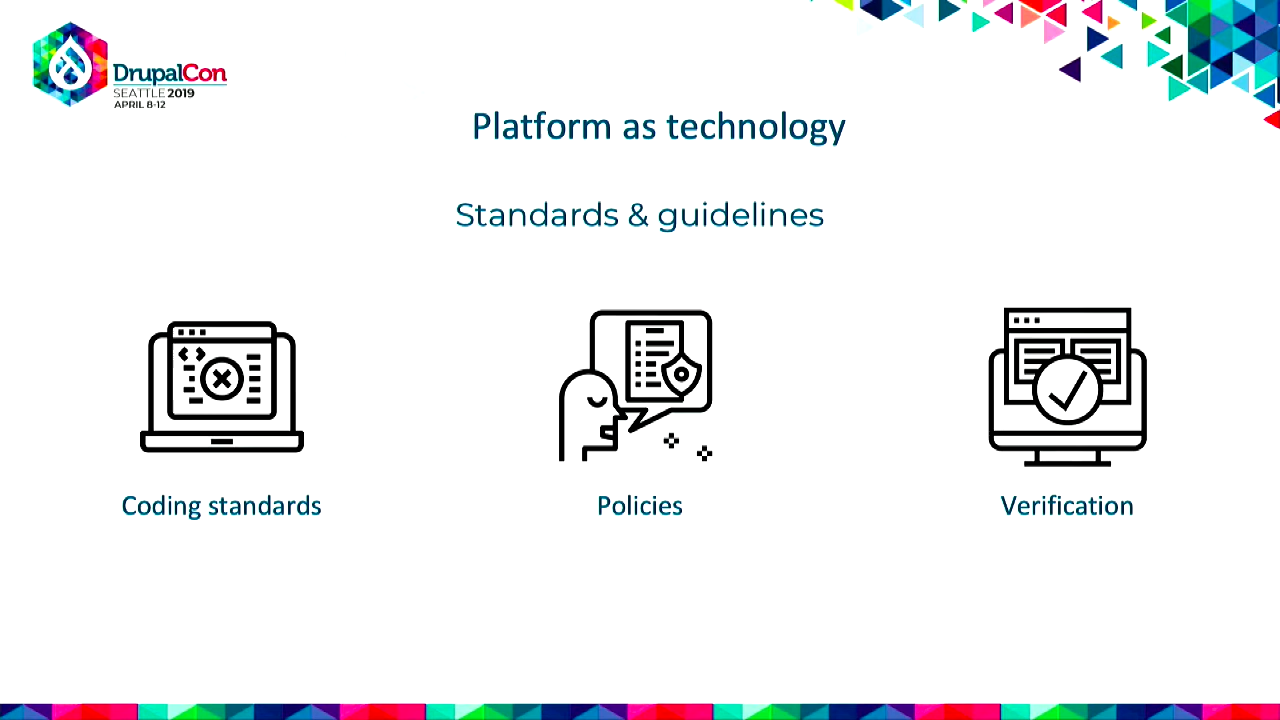 DrupalCon
SEATTLE 2019
APRIL 8-12
Platform as technology
Standards & guidelines
Coding standards
Policies
Verification